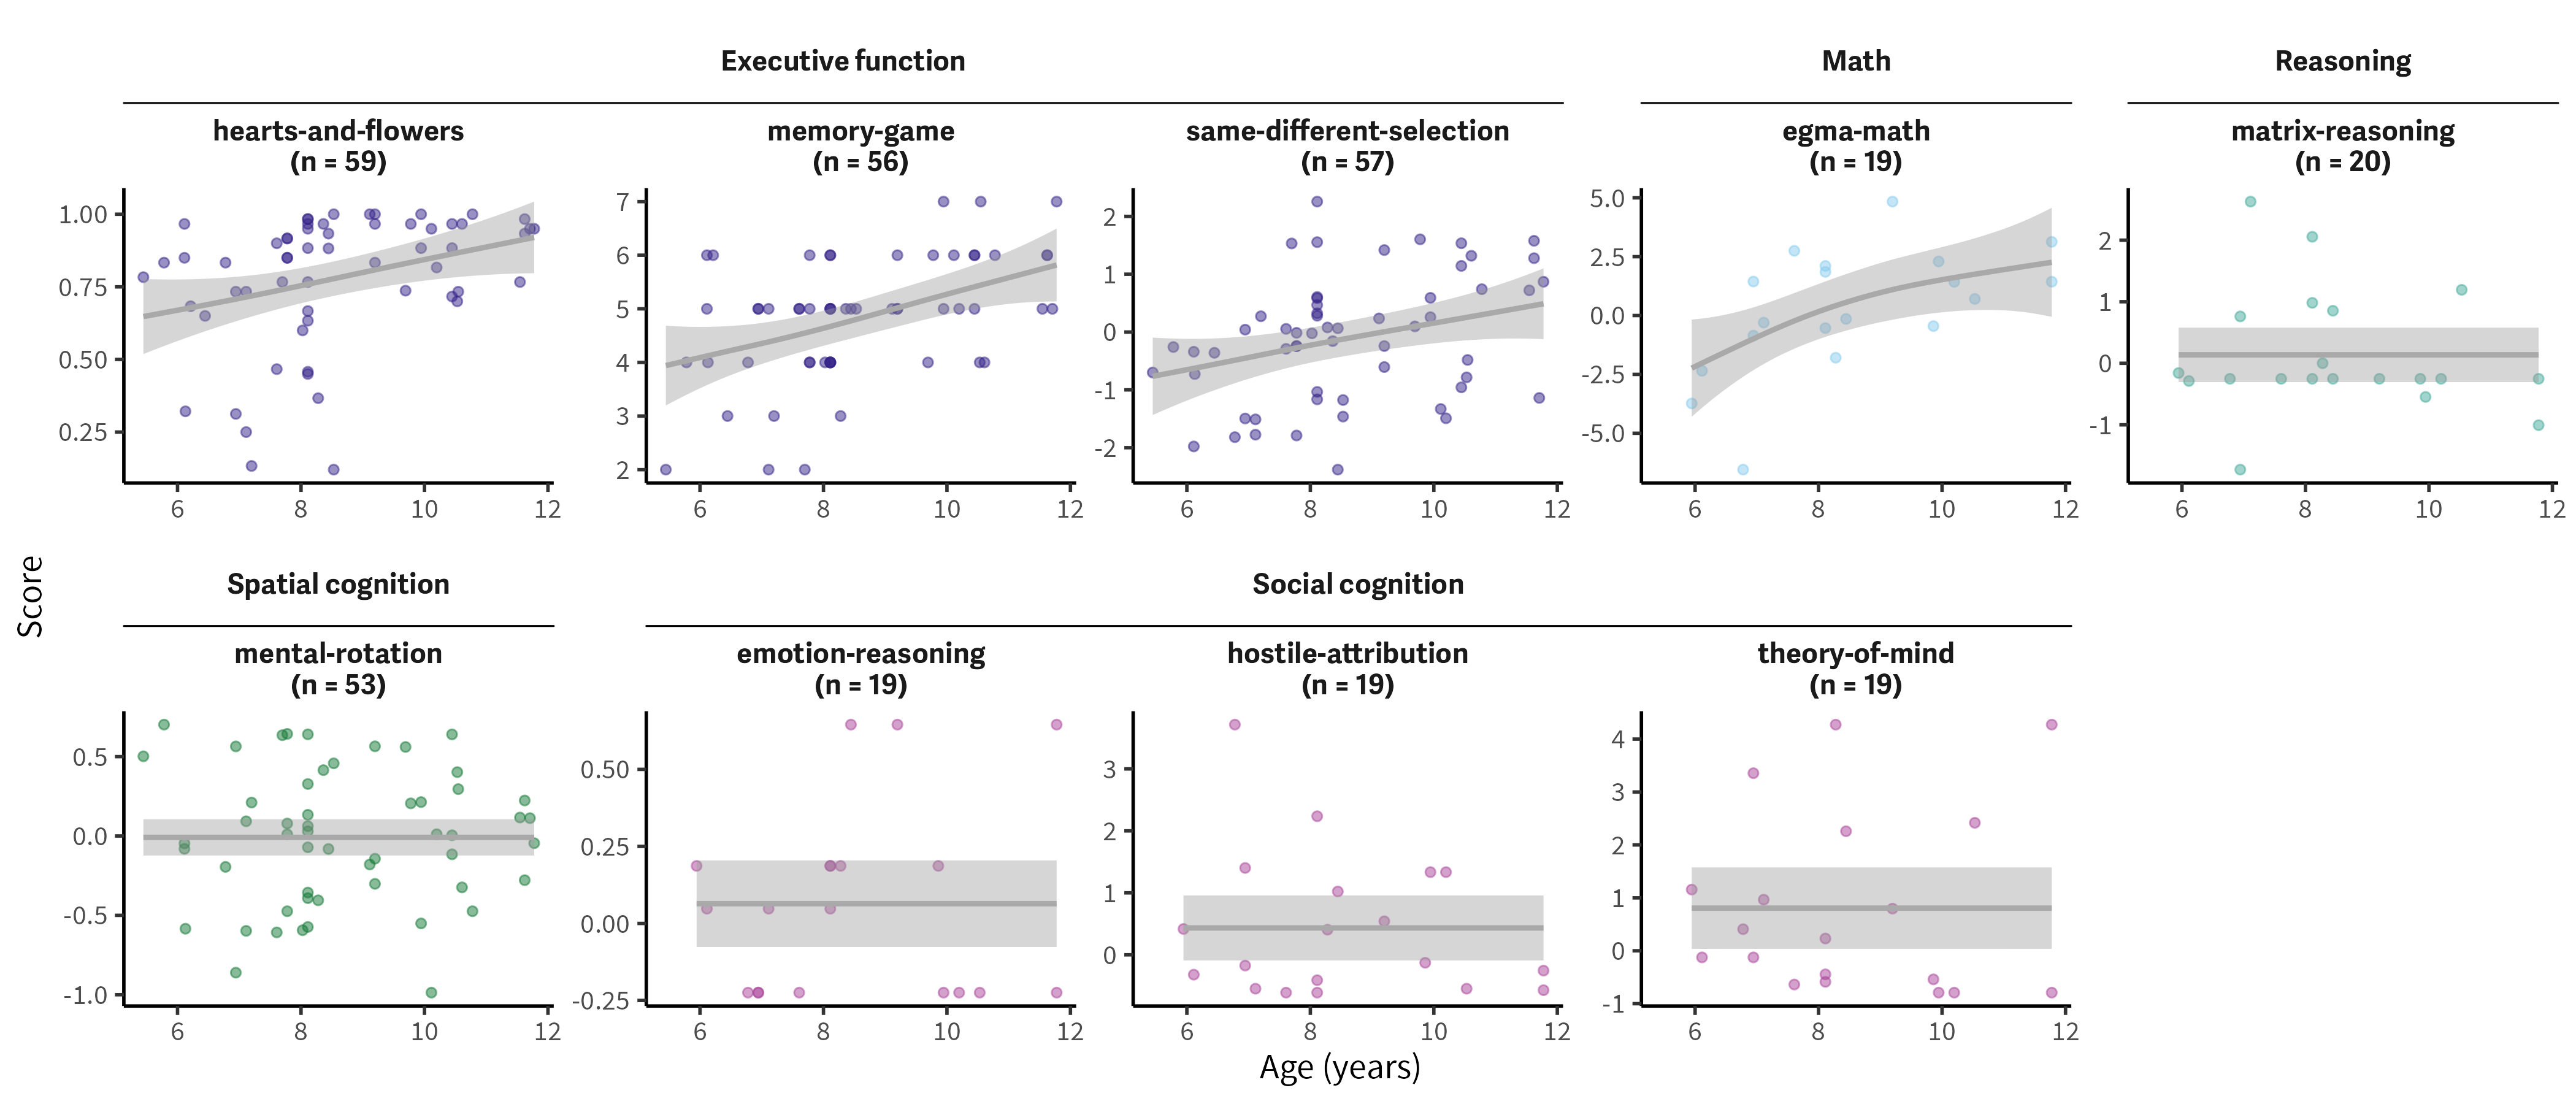 Executive function
Math
Reasoning
hearts-and-flowers
(n = 59)
memory-game
(n = 56)
same-different-selection
(n = 57)
egma-math
(n = 19)
matrix-reasoning
(n = 20)
1.00
0.75
0.50
0.25
6 8 10 12
7
6
5
4
3
2
6 8 10 12
2
1
0
-1
-2
6 8 10 12
5.0
2.5
0.0
-2.5
-5.0
6 8 10 12
2
1
0
-1
6 8 10 12
Score
Spatial cognition
Social cognition
mental-rotation
(n = 53)
emotion-reasoning
(n = 19)
hostile-attribution
(n = 19)
theory-of-mind
(n = 19)
0.5
0.0
-0.5
-1.0
6 8 10 12
0.50
0.25
0.00
-0.25
6 8 10 12
3
2
1
0
6 8 10 12
4
3
2
1
0
-1
6 8 10 12
Age (years)